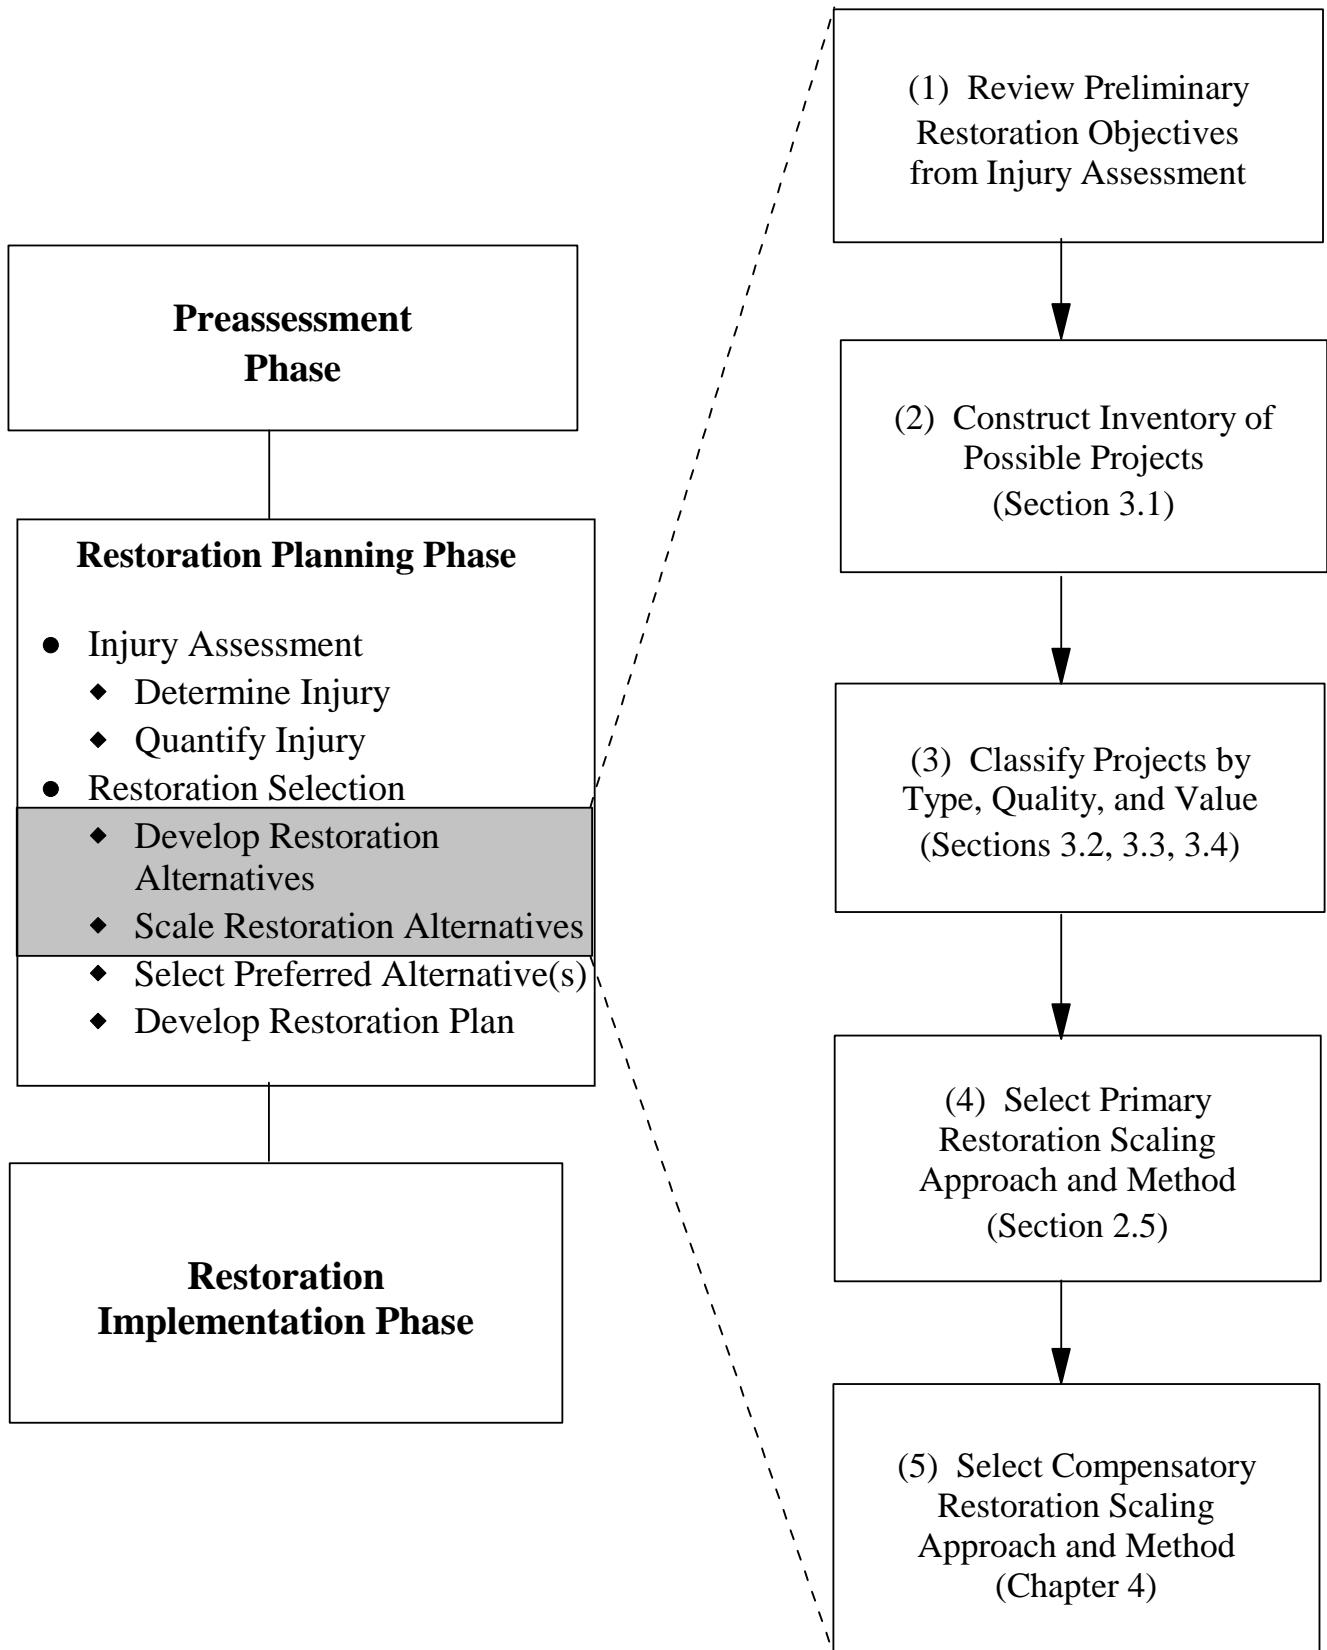 Preassessment
Phase
Restoration Planning Phase
● Injury Assessment
◆ Determine Injury
◆ Quantify Injury
● Restoration Selection
◆ Develop Restoration
Alternatives
◆ Scale Restoration Alternatives
◆ Select Preferred Alternative(s)
◆ Develop Restoration Plan
Restoration
Implementation Phase
(1) Review Preliminary
Restoration Objectives
from Injury Assessment
(2) Construct Inventory of
Possible Projects
(Section 3.1)
(3) Classify Projects by
Type, Quality, and Value
(Sections 3.2, 3.3, 3.4)
(4) Select Primary
Restoration Scaling
Approach and Method
(Section 2.5)
(5) Select Compensatory
Restoration Scaling
Approach and Method
(Chapter 4)